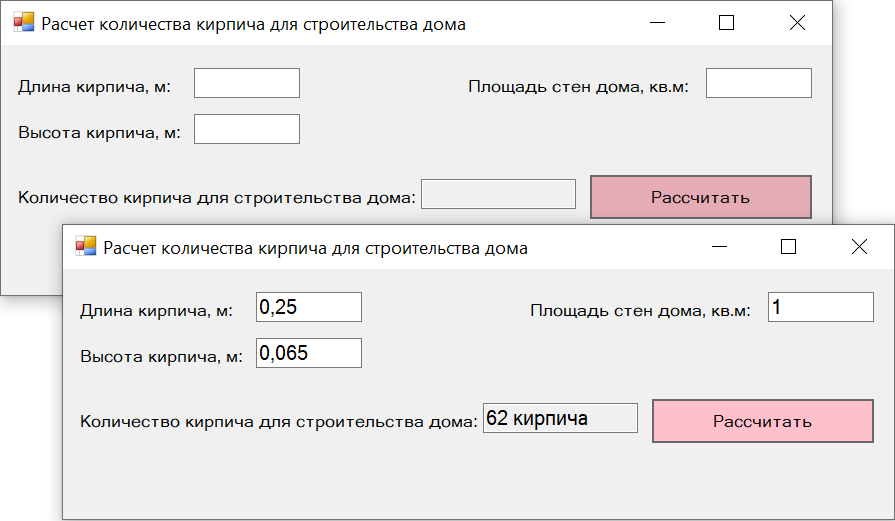 Расчет количества кирпича для строительства дома
Длина кирпича, м:
Площадь стен дома, кв.м:
Высота кирпича, м:
Количество кирпича для строительства дома:
Рассчитать
Расчет количества кирпича для строительства дома
Длина кирпича, м: 0,25
Площадь стен дома, кв.м: 1
Высота кирпича, м: 0,065
Количество кирпича для строительства дома: 62 кирпича
Рассчитать